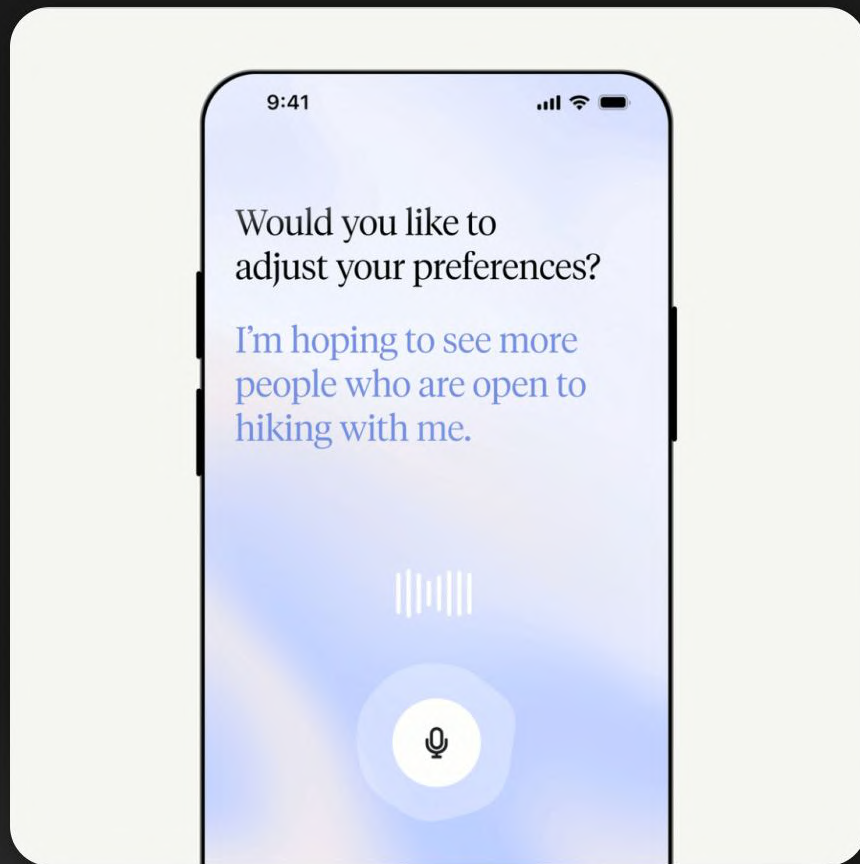 9:41
Would you like to
adjust your preferences?
I’m hoping to see more
people who are open to
hiking with me.